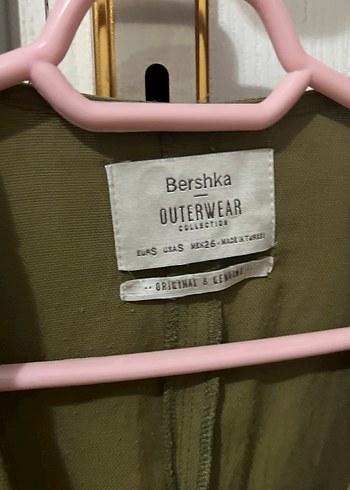 Bershka
OUTERWEAR
COLLECTION
EUR S USA S MEX 26 - MADE IN TURKEY
-- ORIGINAL & GENUINE --